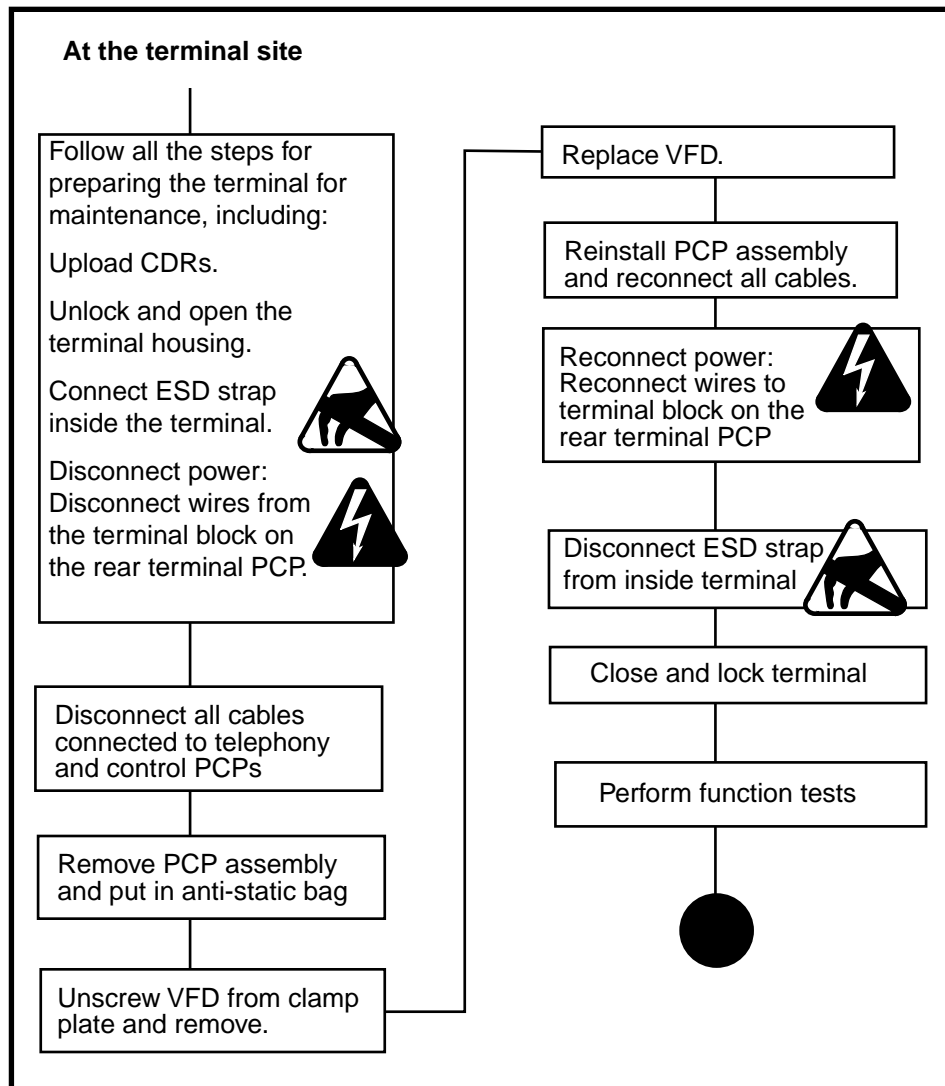 At the terminal site
Follow all the steps for
preparing the terminal for
maintenance, including:
Upload CDRs.
Unlock and open the
terminal housing.
Connect ESD strap
inside the terminal.
Disconnect power:
Disconnect wires from
the terminal block on
the rear terminal PCP.
Disconnect all cables
connected to telephony
and control PCPs
Remove PCP assembly
and put in anti-static bag
Unscrew VFD from clamp
plate and remove.
Replace VFD.
Reinstall PCP assembly
and reconnect all cables.
Reconnect power:
Reconnect wires to
terminal block on the
rear terminal PCP
Disconnect ESD strap
from inside terminal
Close and lock terminal
Perform function tests